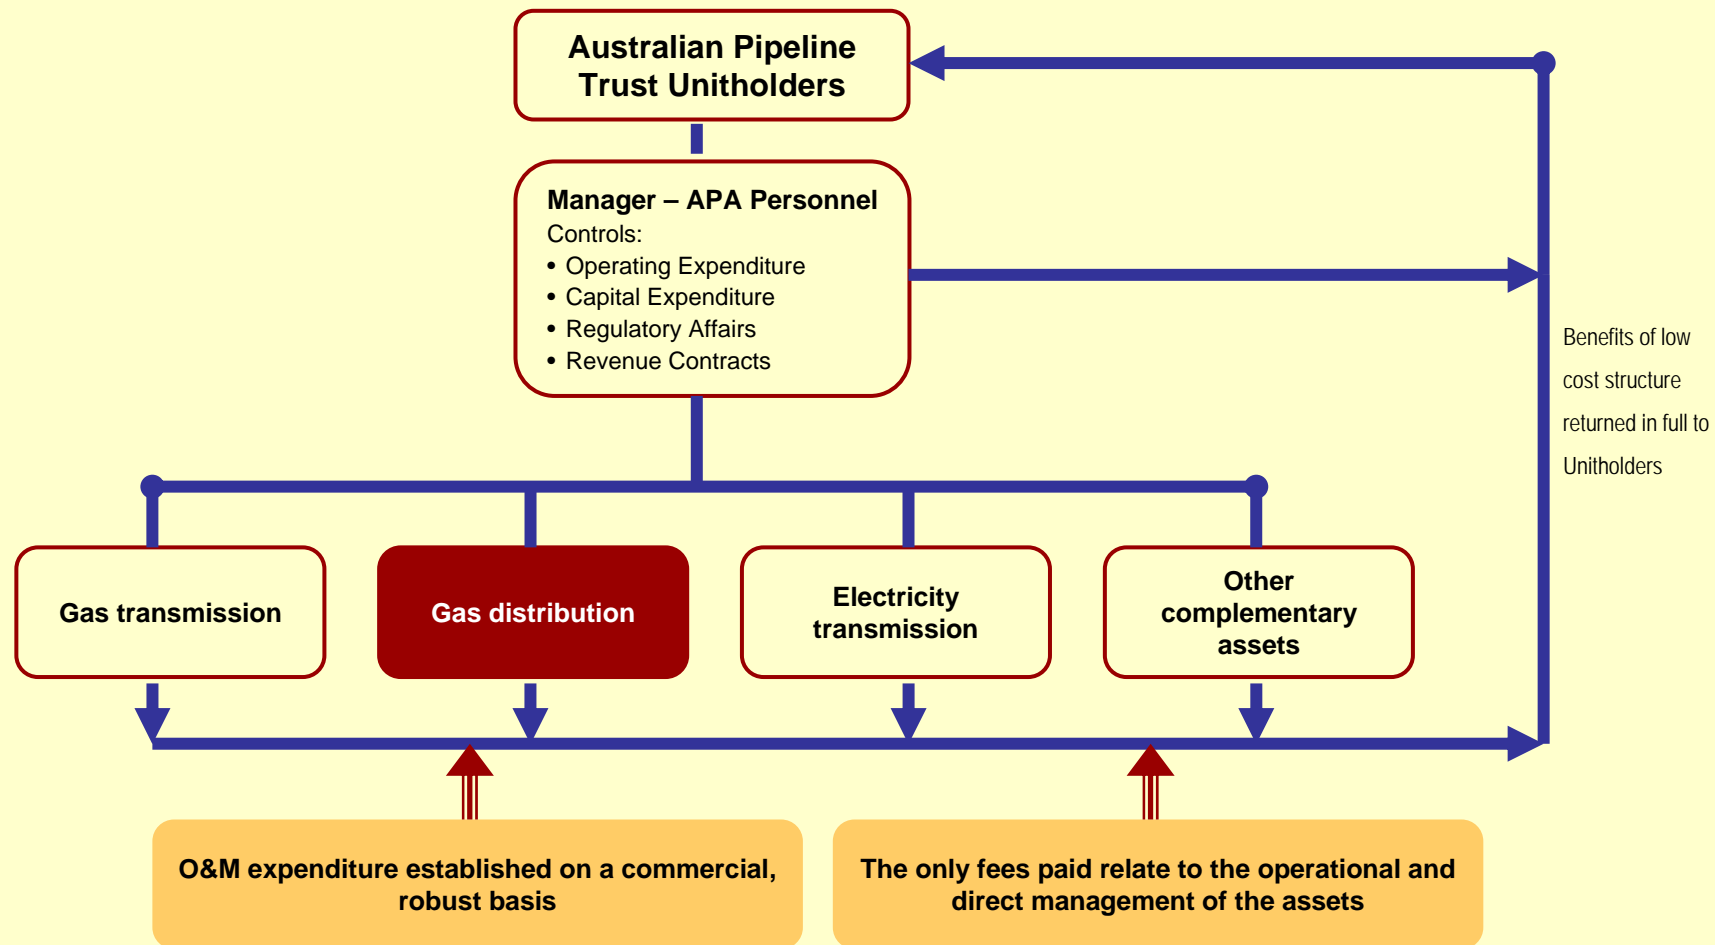 Australian Pipeline
Trust Unitholders
Manager – APA Personnel
Controls:
• Operating Expenditure
• Capital Expenditure
• Regulatory Affairs
• Revenue Contracts
Benefits of low
cost structure
returned in full to
Unitholders
Gas transmission
Gas distribution
Electricity
transmission
Other
complementary
assets
O&M expenditure established on a commercial,
robust basis
The only fees paid relate to the operational and
direct management of the assets